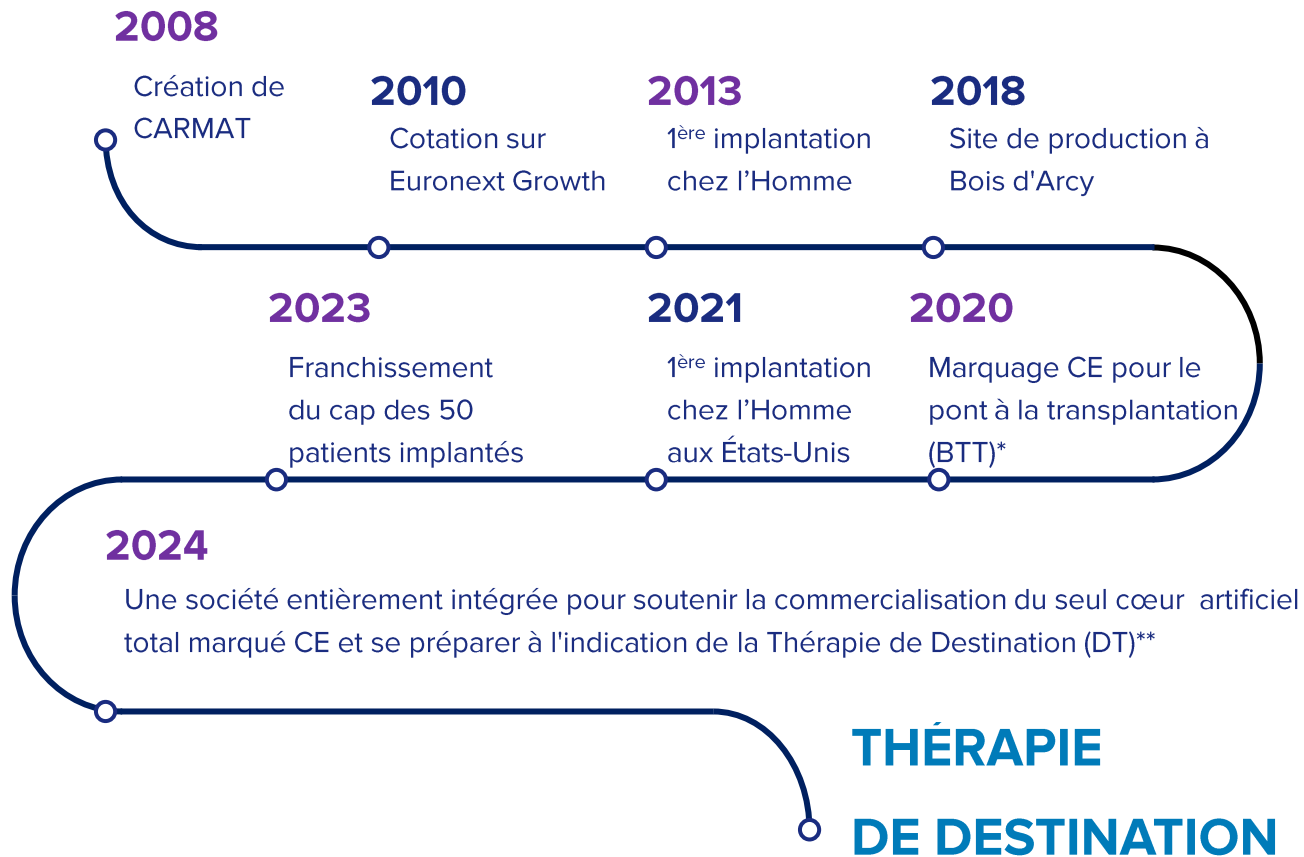 2008
Création de
CARMAT
2010
Cotation sur
Euronext Growth
2013
1ère implantation
chez l’Homme
2018
Site de production à
Bois d'Arcy
2020
Marquage CE pour le
pont à la transplantation
(BTT)*
2021
1ère implantation
chez l’Homme
aux États-Unis
2023
Franchissement
du cap des 50
patients implantés
2024
Une société entièrement intégrée pour soutenir la commercialisation du seul cœur artificiel
total marqué CE et se préparer à l'indication de la Thérapie de Destination (DT)**
THÉRAPIE
DE DESTINATION